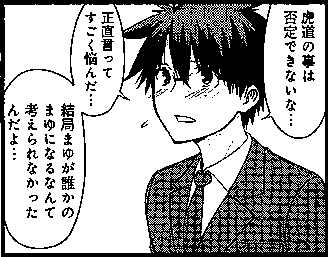 虎道の事は
否定できないな…
正直言って
すごく悩んだ…
結局まゆが誰かの
まゆになるなんて
考えられなかった
んだよ…